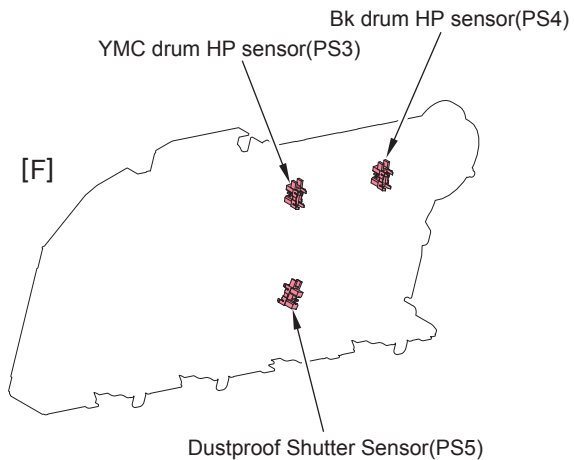 Bk drum HP sensor(PS4)
YMC drum HP sensor(PS3)
[F]
Dustproof Shutter Sensor(PS5)